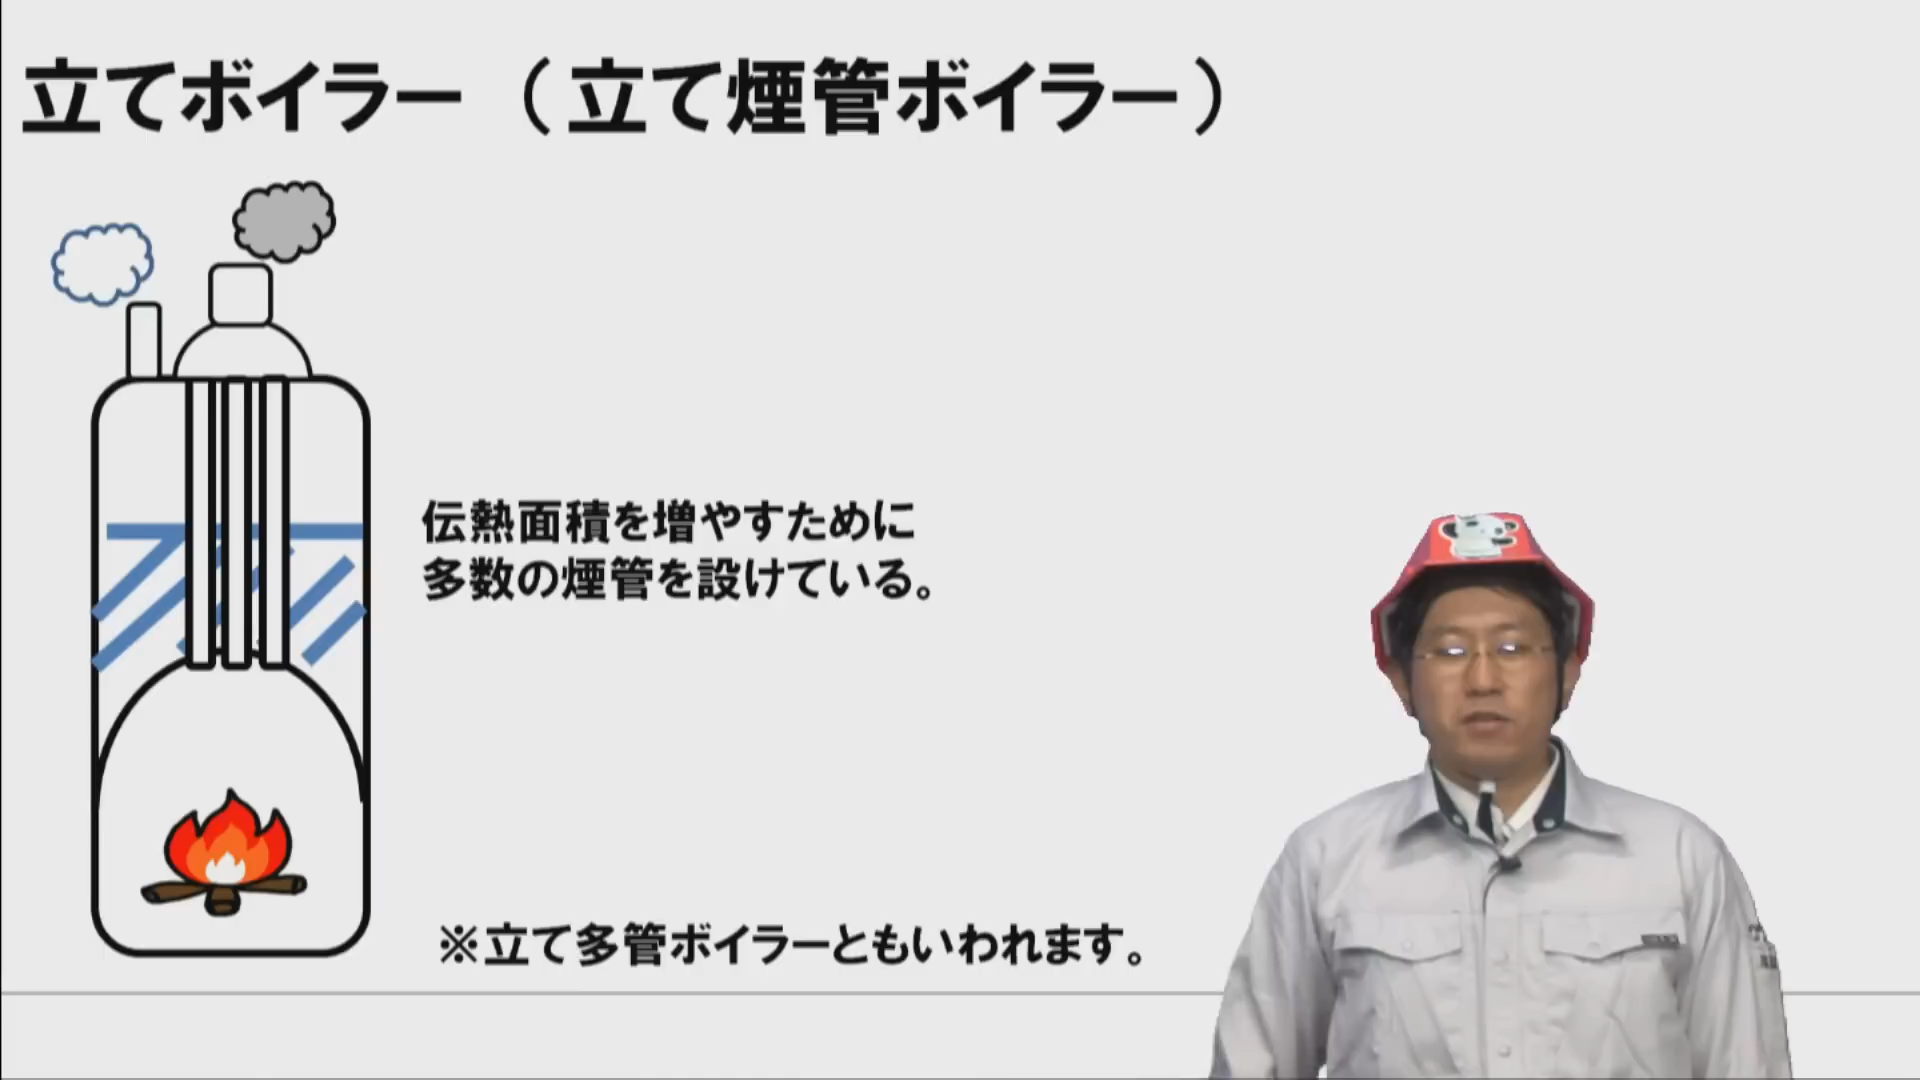 立てボイラー（立て煙管ボイラー）
伝熱面積を増やすために
多数の煙管を設けている。
※立て多管ボイラーともいわれます。